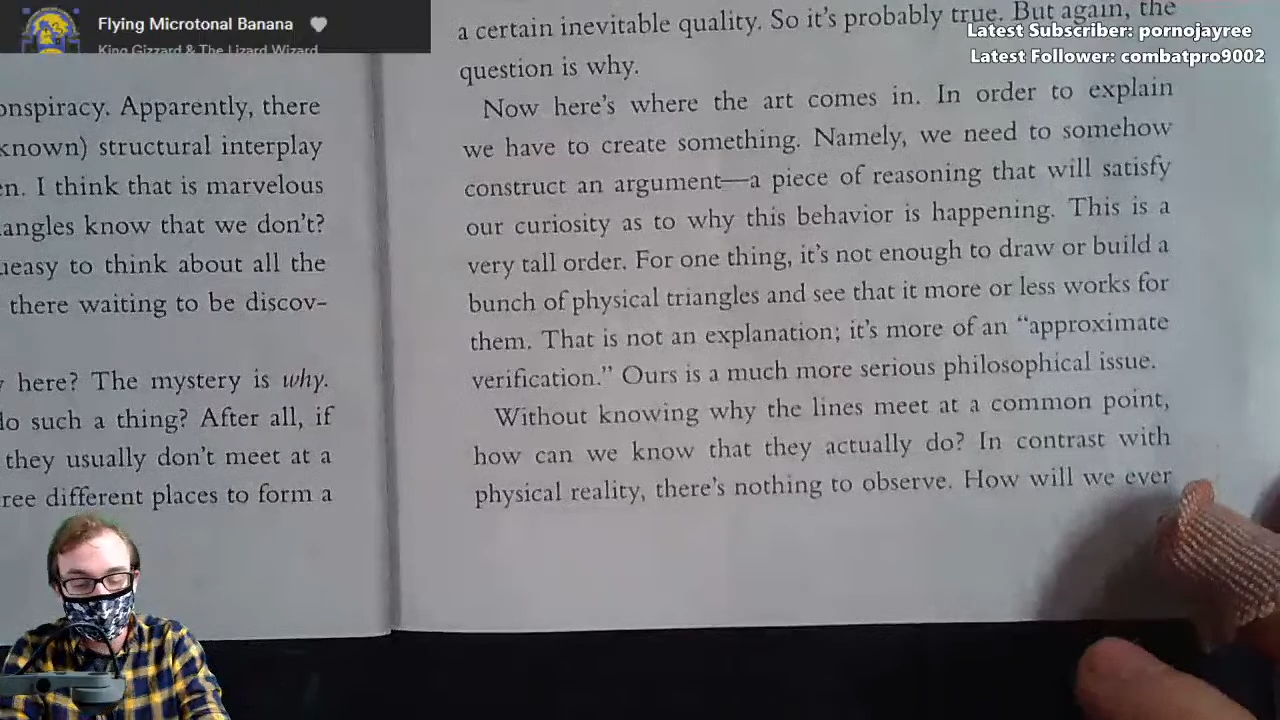 Flying Microtonal Banana
King Gizzard & The Lizard Wizard
Latest Subscriber: pornojayree
Latest Follower: combatpro9002
onspiracy. Apparently, there
known) structural interplay
en. I think that is marvelous
angles know that we don't?
ueasy to think about all the
there waiting to be discov-
here? The mystery is why.
do such a thing? After all, if
they usually don't meet at a
ree different places to form a
a certain inevitable quality. So it's probably true. But again, the
question is why.
Now here's where the art comes in. In order to explain
we have to create something. Namely, we need to somehow
construct an argument—a piece of reasoning that will satisfy
our curiosity as to why this behavior is happening. This is a
very tall order. For one thing, it's not enough to draw or build a
bunch of physical triangles and see that it more or less works for
them. That is not an explanation; it's more of an “approximate
verification.” Ours is a much more serious philosophical issue.
Without knowing why the lines meet at a common point,
how can we know that they actually do? In contrast with
physical reality, there's nothing to observe. How will we ever